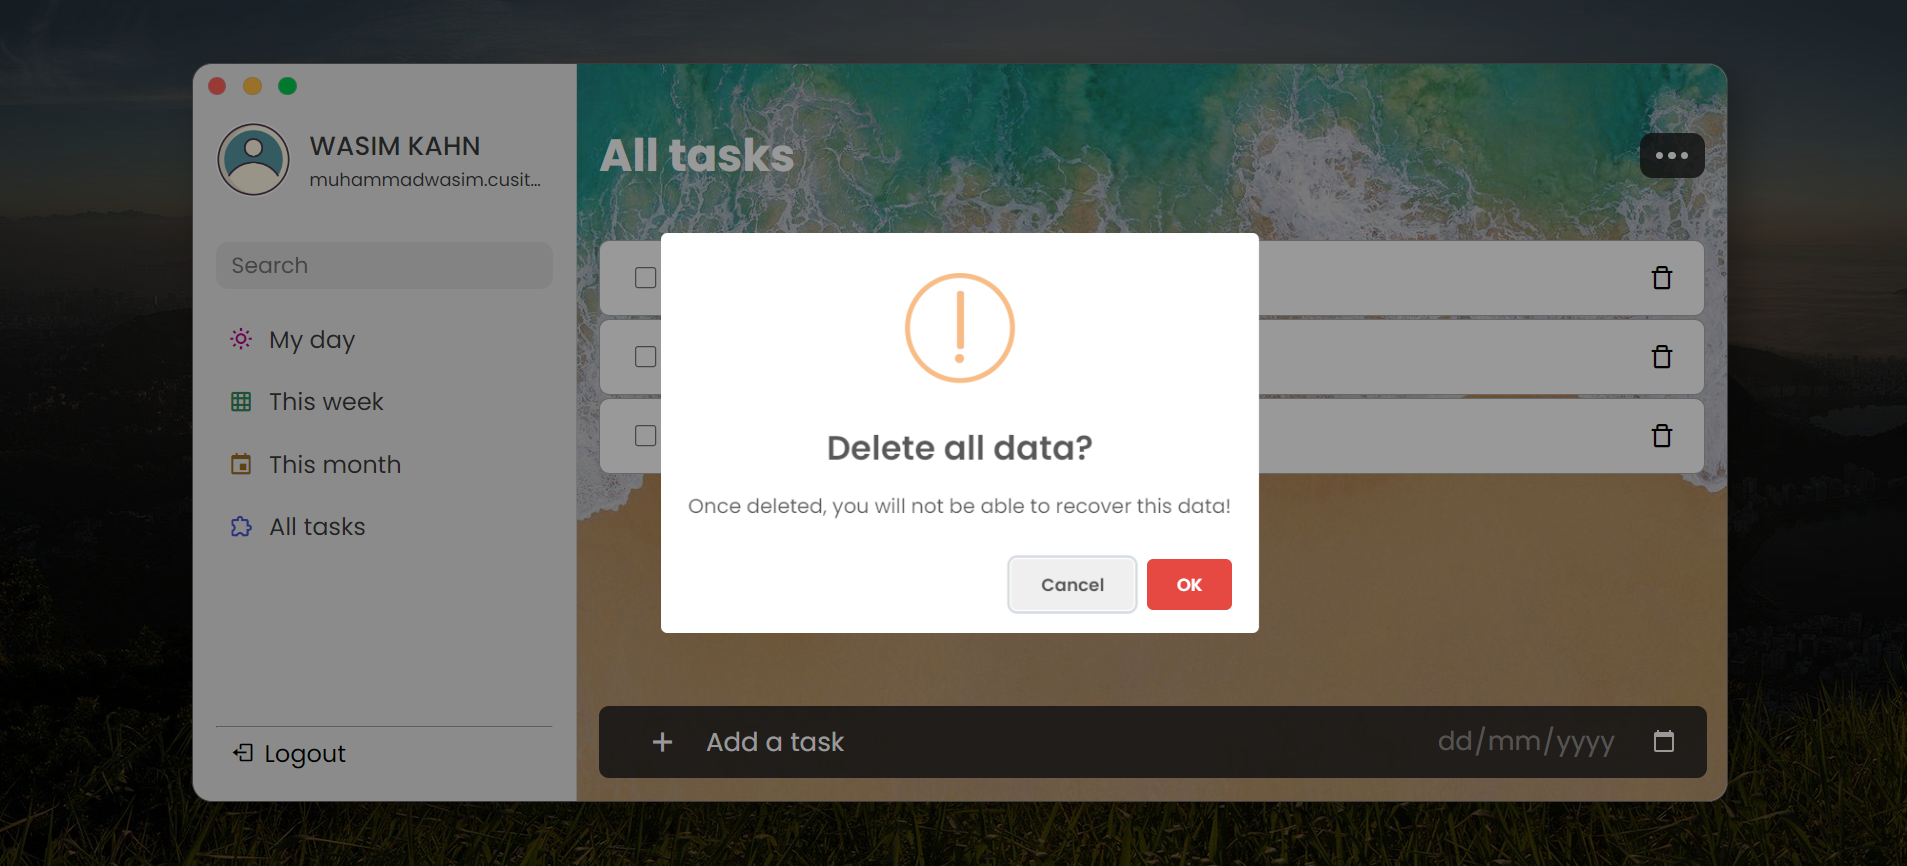 WASIM KAHN
muhammadwasim.cusit...
Search
My day
This week
This month
All tasks
Logout
All tasks
Delete all data?
Once deleted, you will not be able to recover this data!
Cancel
OK
Add a task
dd/mm/yyyy